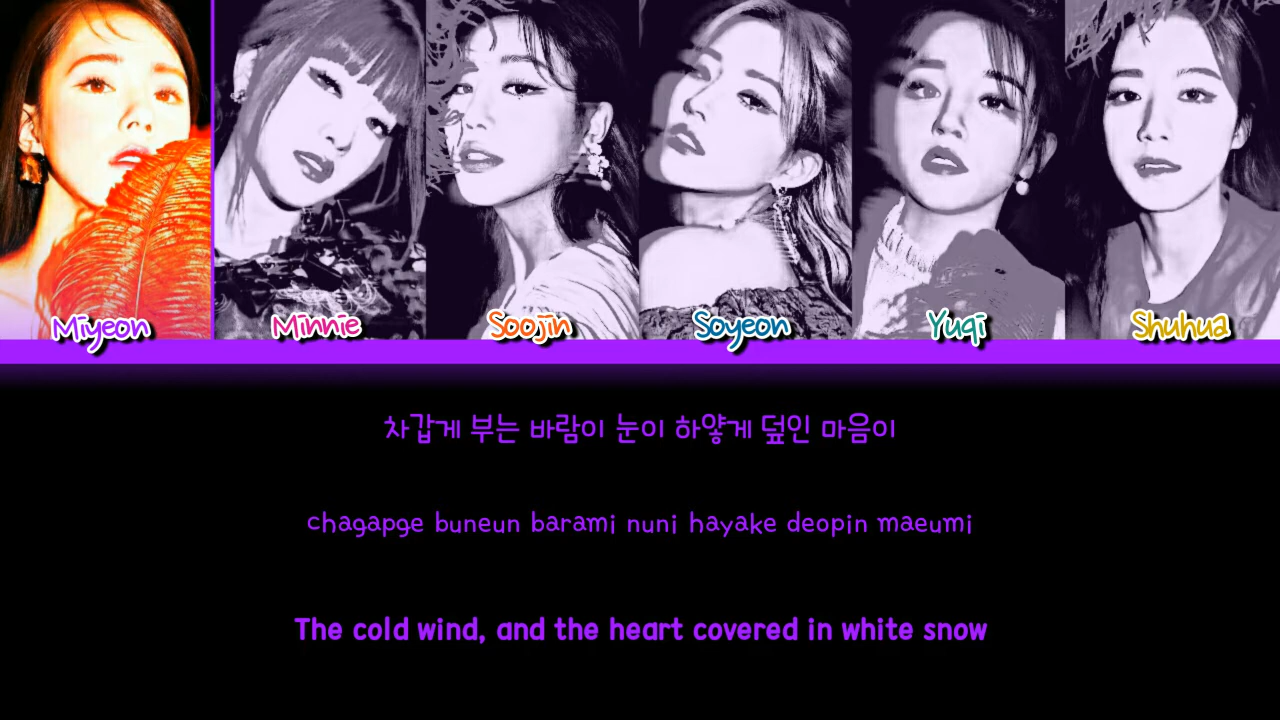 Miyeon Minnie Soojin Soyeon Yuqi Shuhua
차갑게 부는 바람이 눈이 하얗게 덮인 마음이
chagapge buneun barami nuni hayake deopin maeumi
The cold wind, and the heart covered in white snow